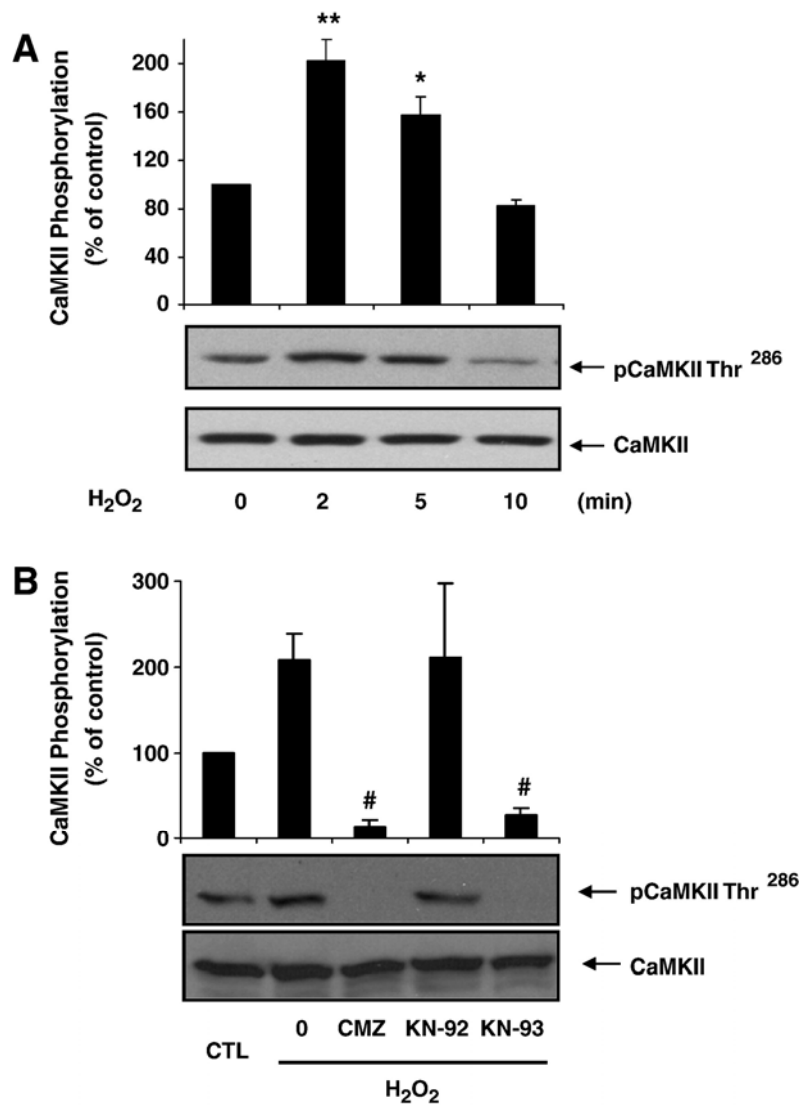 A
CaMKII Phosphorylation
(% of control)
200
160
120
80
40
0
**
*
pCaMKII Thr 286
CaMKII
H2O2 0 2 5 10 (min)
B
CaMKII Phosphorylation
(% of control)
300
200
100
0
#
#
pCaMKII Thr 286
CaMKII
CTL 0 CMZ KN-92 KN-93
H2O2